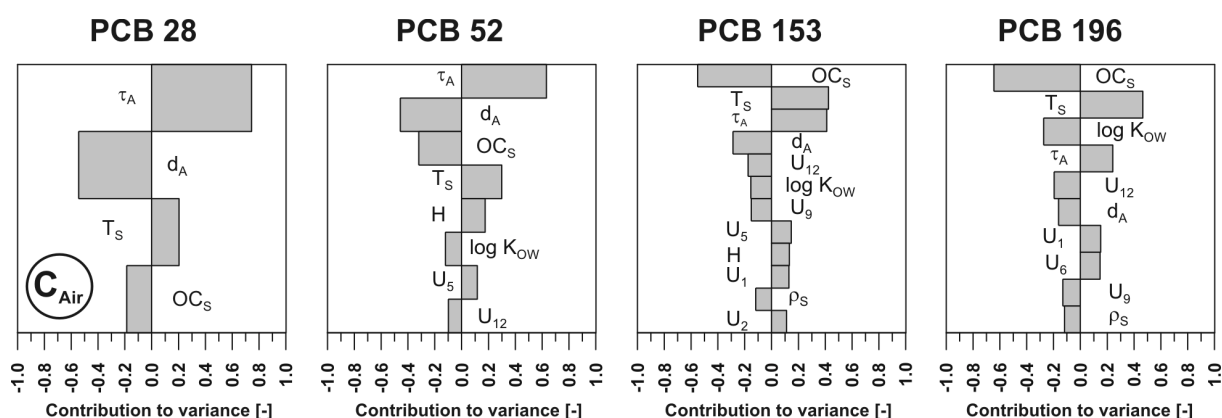 PCB 28
τA
dA
TS
OCS
CAir
-1.0 -0.8 -0.6 -0.4 -0.2 0.0 0.2 0.4 0.6 0.8 1.0
Contribution to variance [-]
PCB 52
τA
dA
OCS
TS
H
log KOW
U5
U12
-1.0 -0.8 -0.6 -0.4 -0.2 0.0 0.2 0.4 0.6 0.8 1.0
Contribution to variance [-]
PCB 153
OCS
TS
τA
dA
U12
log KOW
U9
U5
H
U1
ρS
U2
-1.0 -0.8 -0.6 -0.4 -0.2 0.0 0.2 0.4 0.6 0.8 1.0
Contribution to variance [-]
PCB 196
OCS
TS
log KOW
τA
U12
dA
U1
U6
U9
ρS
-1.0 -0.8 -0.6 -0.4 -0.2 0.0 0.2 0.4 0.6 0.8 1.0
Contribution to variance [-]